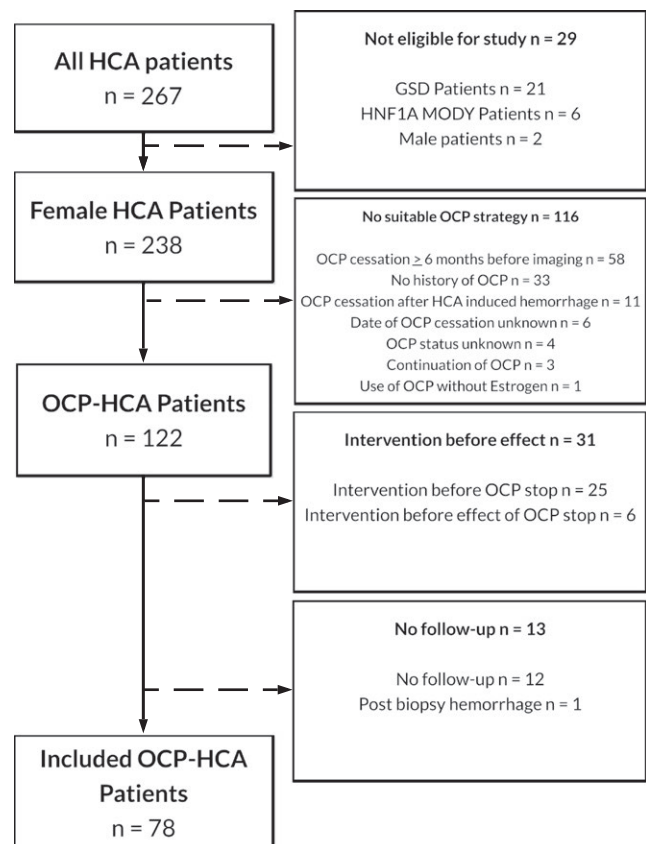 All HCA patients
n = 267
Not eligible for study n = 29
GSD Patients n = 21
HNF1A MODY Patients n = 6
Male patients n = 2
Female HCA Patients
n = 238
No suitable OCP strategy n = 116
OCP cessation ≥ 6 months before imaging n = 58
No history of OCP n = 33
OCP cessation after HCA induced hemorrhage n = 11
Date of OCP cessation unknown n = 6
OCP status unknown n = 4
Continuation of OCP n = 3
Use of OCP without Estrogen n = 1
OCP-HCA Patients
n = 122
Intervention before effect n = 31
Intervention before OCP stop n = 25
Intervention before effect of OCP stop n = 6
No follow-up n = 13
No follow-up n = 12
Post biopsy hemorrhage n = 1
Included OCP-HCA
Patients
n = 78